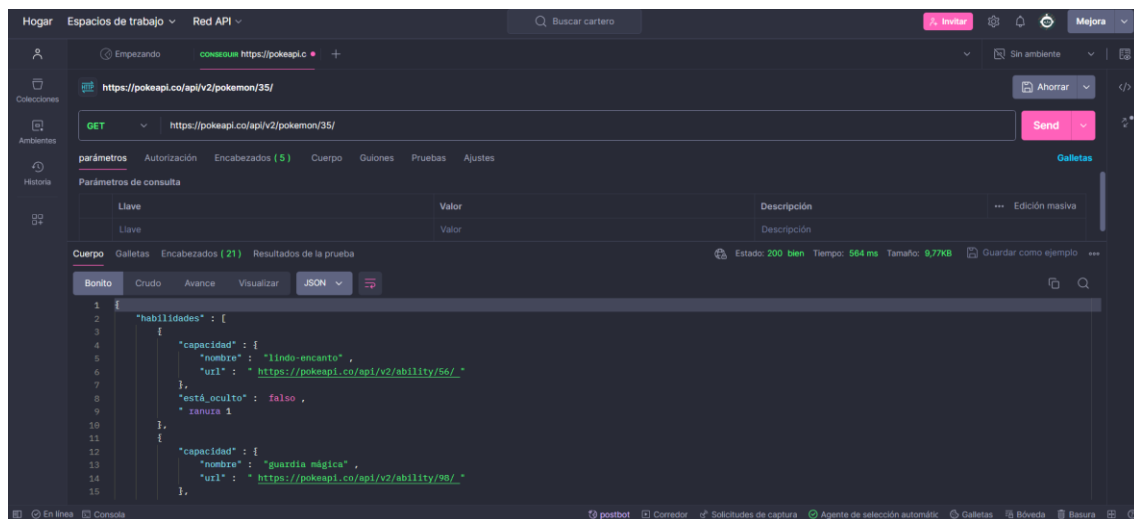 Hogar Espacios de trabajo Red API Buscar cartero Invitar Mejora
Empezando CONSEGUIR https://pokeapi.c Sin ambiente
https://pokeapi.co/api/v2/pokemon/35/ Ahorrar
Colecciones
GET https://pokeapi.co/api/v2/pokemon/35/ Send
Ambientes
parámetros Autorización Encabezados (5) Cuerpo Guiones Pruebas Ajustes Galletas
Historia
Parámetros de consulta
Llave Valor Descripción Edición masiva
Llave Valor Descripción
Cuerpo Galletas Encabezados (21) Resultados de la prueba Estado: 200 bien Tiempo: 564 ms Tamaño: 9,77KB Guardar como ejemplo
Bonito Crudo Avance Visualizar JSON
1 {
2 "habilidades" : [
3 {
4 "capacidad" : {
5 "nombre" : "lindo-encanto" ,
6 "url" : " https://pokeapi.co/api/v2/ability/56/ "
7 },
8 "está_oculto" : falso ,
9 " ranura 1
10 },
11 {
12 "capacidad" : {
13 "nombre" : "guardia mágica" ,
14 "url" : " https://pokeapi.co/api/v2/ability/98/ "
15 },
En línea Consola postbot Corredor Solicitudes de captura Agente de selección automátic Galletas Bóveda Basura